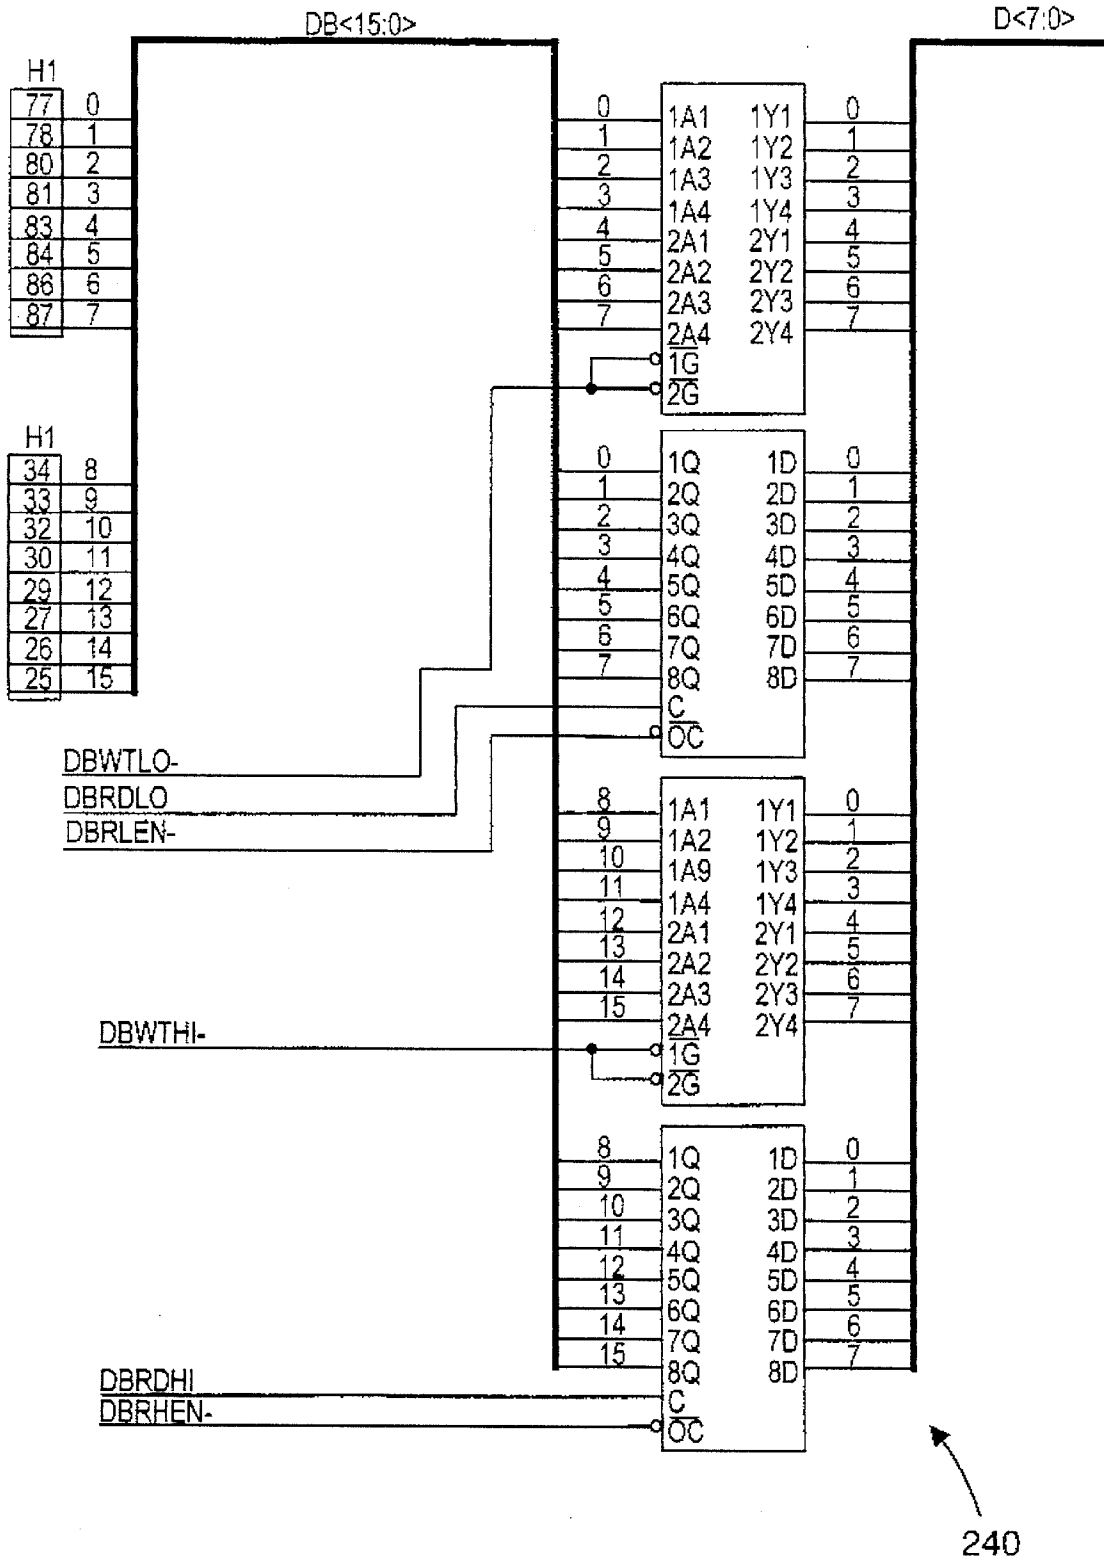 DB<15:0>
D<7:0>
H1
77 0
78 1
80 2
81 3
83 4
84 5
86 6
87 7
H1
34 8
33 9
32 10
30 11
29 12
27 13
26 14
25 15
0 1A1 1Y1 0
1 1A2 1Y2 1
2 1A3 1Y3 2
3 1A4 1Y4 3
4 2A1 2Y1 4
5 2A2 2Y2 5
6 2A3 2Y3 6
7 2A4 2Y4 7
1G
2G
0 1Q 1D 0
1 2Q 2D 1
2 3Q 3D 2
3 4Q 4D 3
4 5Q 5D 4
5 6Q 6D 5
6 7Q 7D 6
7 8Q 8D 7
C
OC
DBWTLO-
DBRDLO
DBRLEN-
8 1A1 1Y1 0
9 1A2 1Y2 1
10 1A9 1Y3 2
11 1A4 1Y4 3
12 2A1 2Y1 4
13 2A2 2Y2 5
14 2A3 2Y3 6
15 2A4 2Y4 7
DBWTHI-
1G
2G
8 1Q 1D 0
9 2Q 2D 1
10 3Q 3D 2
11 4Q 4D 3
12 5Q 5D 4
13 6Q 6D 5
14 7Q 7D 6
15 8Q 8D 7
DBRDHI
C
DBRHEN-
OC
240